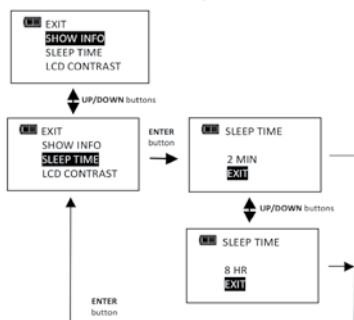 EXIT
SHOW INFO
SLEEP TIME
LCD CONTRAST
UP/DOWN buttons
EXIT
SHOW INFO
SLEEP TIME
LCD CONTRAST
ENTER
button
SLEEP TIME
2 MIN
EXIT
UP/DOWN buttons
SLEEP TIME
8 HR
EXIT
ENTER
button